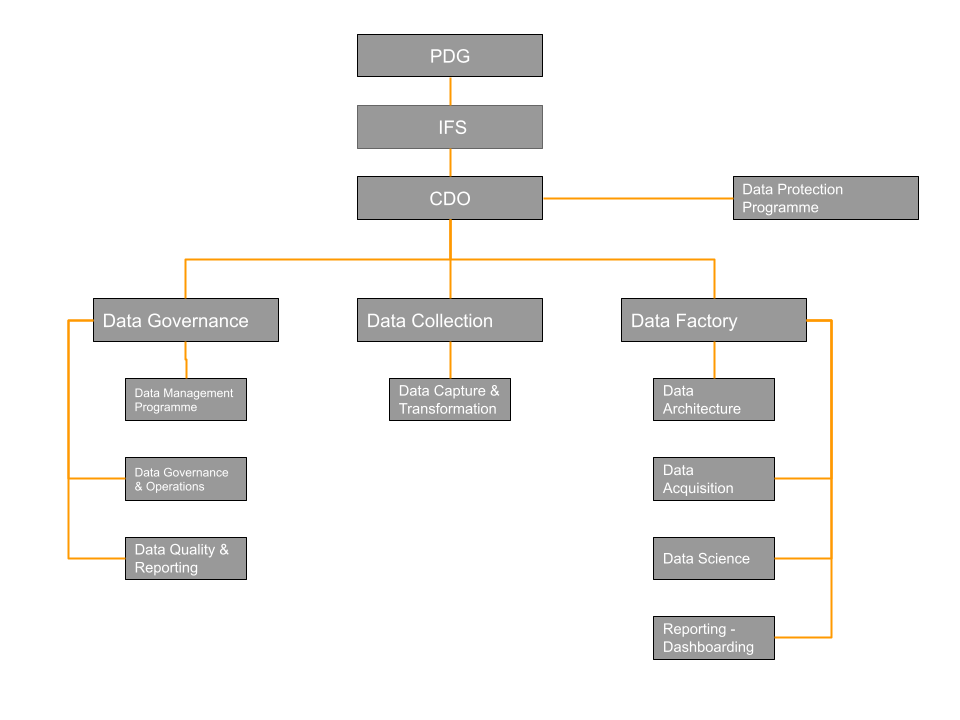 PDG
IFS
CDO
Data Protection
Programme
Data Governance
Data Collection
Data Factory
Data Management
Programme
Data Capture &
Transformation
Data
Architecture
Data Governance
& Operations
Data
Acquisition
Data Quality &
Reporting
Data Science
Reporting -
Dashboarding